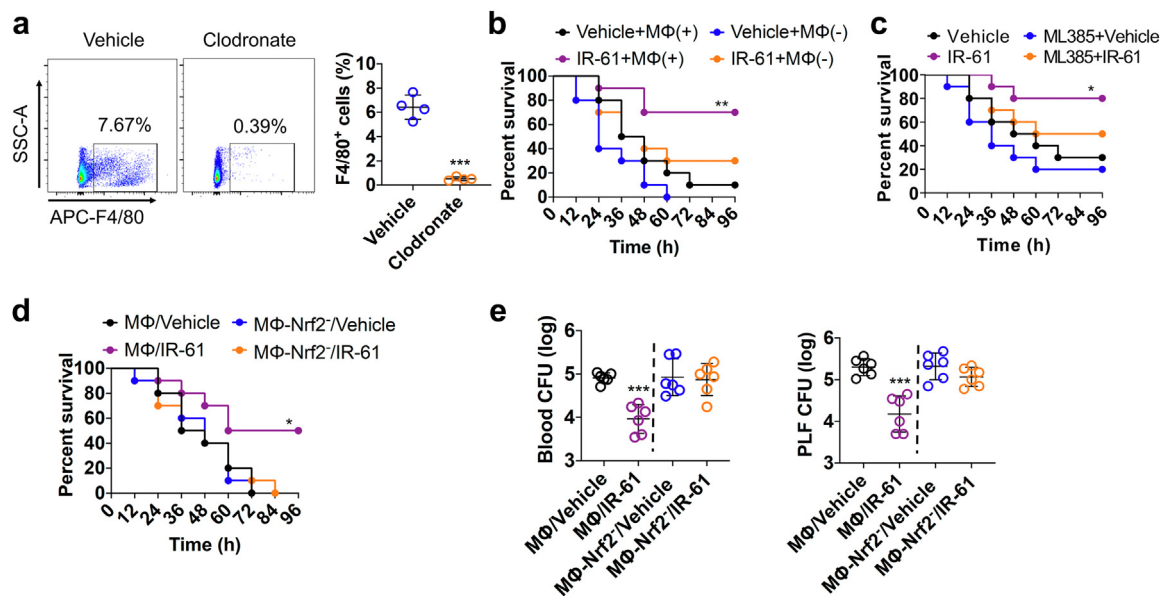 a
Vehicle
Clodronate
SSC-A
7.67%
0.39%
APC-F4/80
F4/80⁺ cells (%)
10
8
6
4
2
0
***
Vehicle
Clodronate
b
Vehicle+MΦ(+)
Vehicle+MΦ(-)
IR-61+MΦ(+)
IR-61+MΦ(-)
Percent survival
100
80
60
40
20
0
**
0
12
24
36
48
60
72
84
96
Time (h)
c
Vehicle
ML385+Vehicle
IR-61
ML385+IR-61
Percent survival
100
80
60
40
20
0
*
0
12
24
36
48
60
72
84
96
Time (h)
d
MΦ/Vehicle
MΦ-Nrf2⁻/Vehicle
MΦ/IR-61
MΦ-Nrf2⁻/IR-61
Percent survival
100
80
60
40
20
0
*
0
12
24
36
48
60
72
84
96
Time (h)
e
Blood CFU (log)
6
5
4
3
***
MΦ/Vehicle
MΦ/IR-61
MΦ-Nrf2⁻/Vehicle
MΦ-Nrf2⁻/IR-61
PLF CFU (log)
6
5
4
3
***
MΦ/Vehicle
MΦ/IR-61
MΦ-Nrf2⁻/Vehicle
MΦ-Nrf2⁻/IR-61